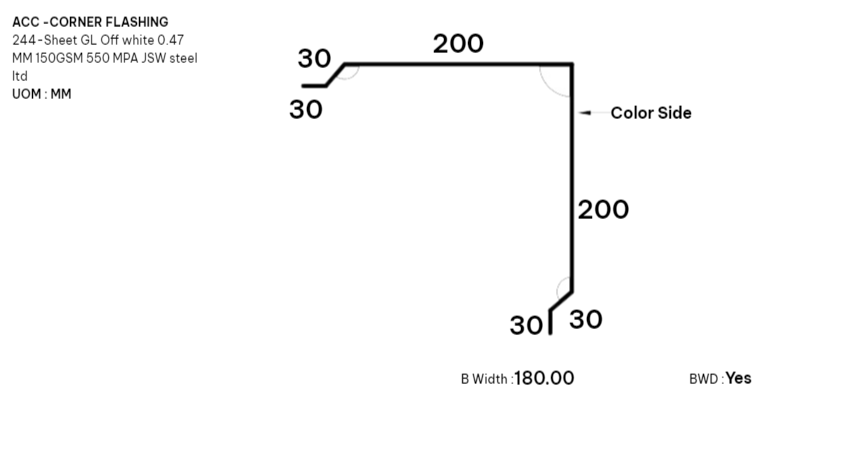 ACC -CORNER FLASHING
244-Sheet GL Off white 0.47
MM 150GSM 550 MPA JSW steel
ltd
UOM : MM
200
30
30
Color Side
200
30
30
B Width :180.00
BWD :Yes